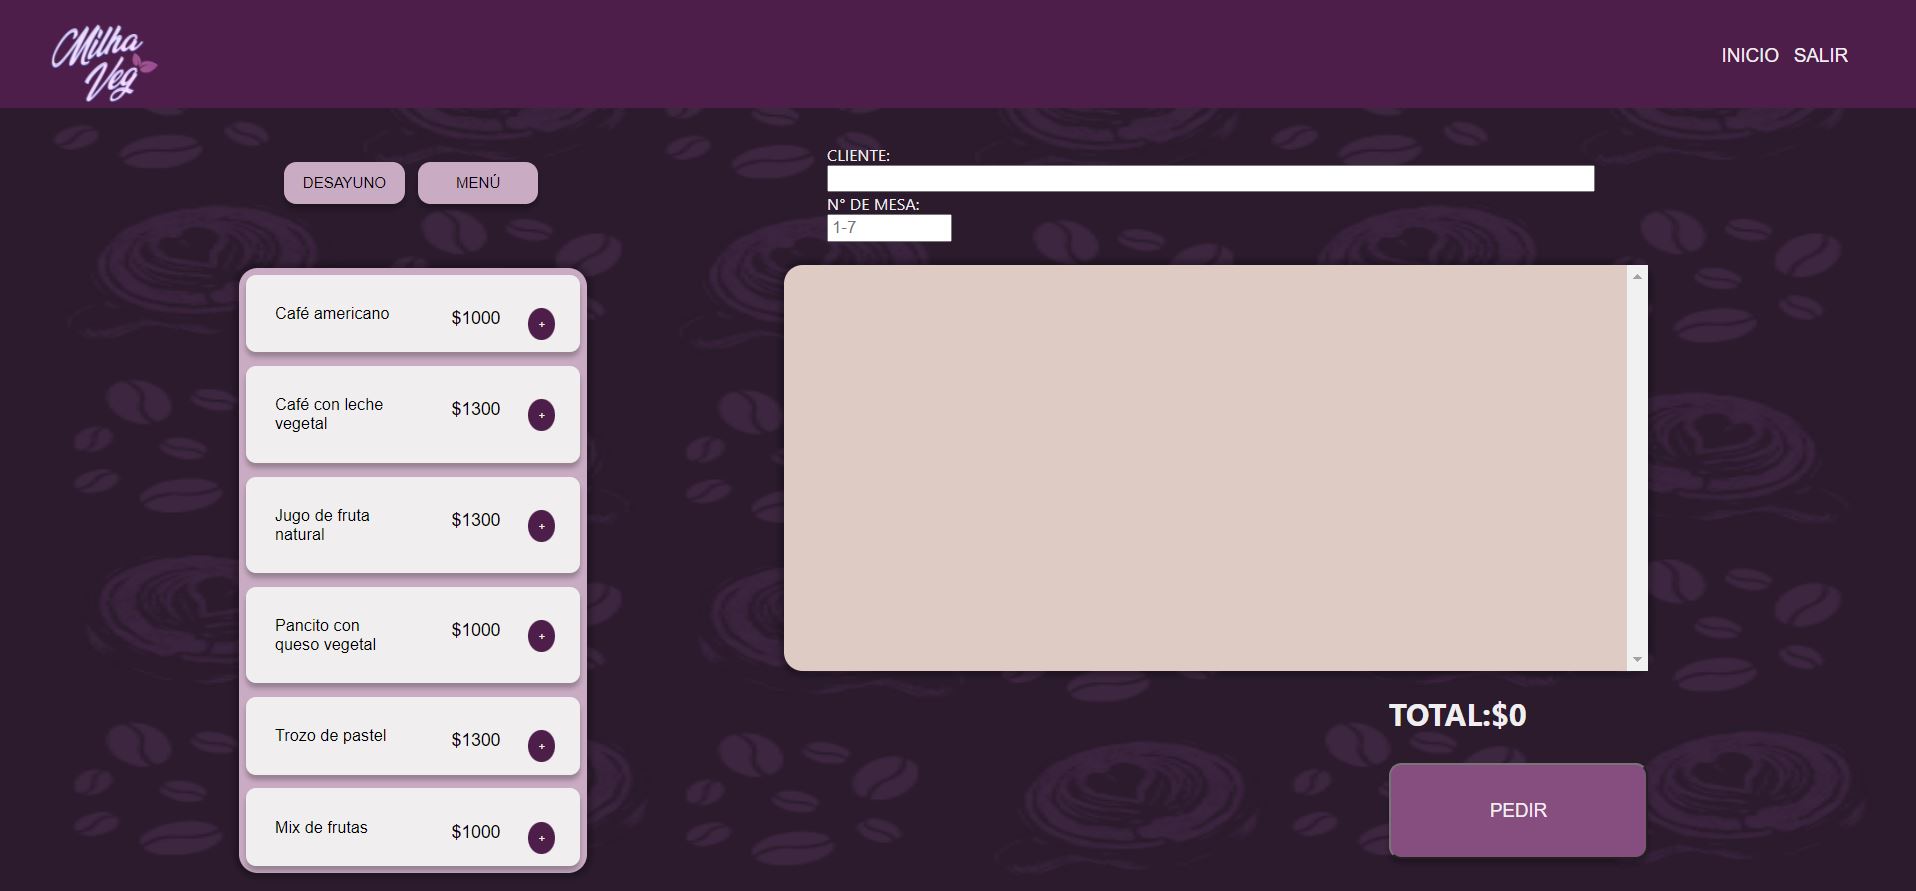 Milha
Veg
INICIO SALIR
DESAYUNO MENÚ
CLIENTE:
N° DE MESA:
1-7
Café americano $1000 +
Café con leche $1300 +
vegetal
Jugo de fruta $1300 +
natural
Pancito con $1000 +
queso vegetal
Trozo de pastel $1300 +
Mix de frutas $1000 +
TOTAL:$0
PEDIR